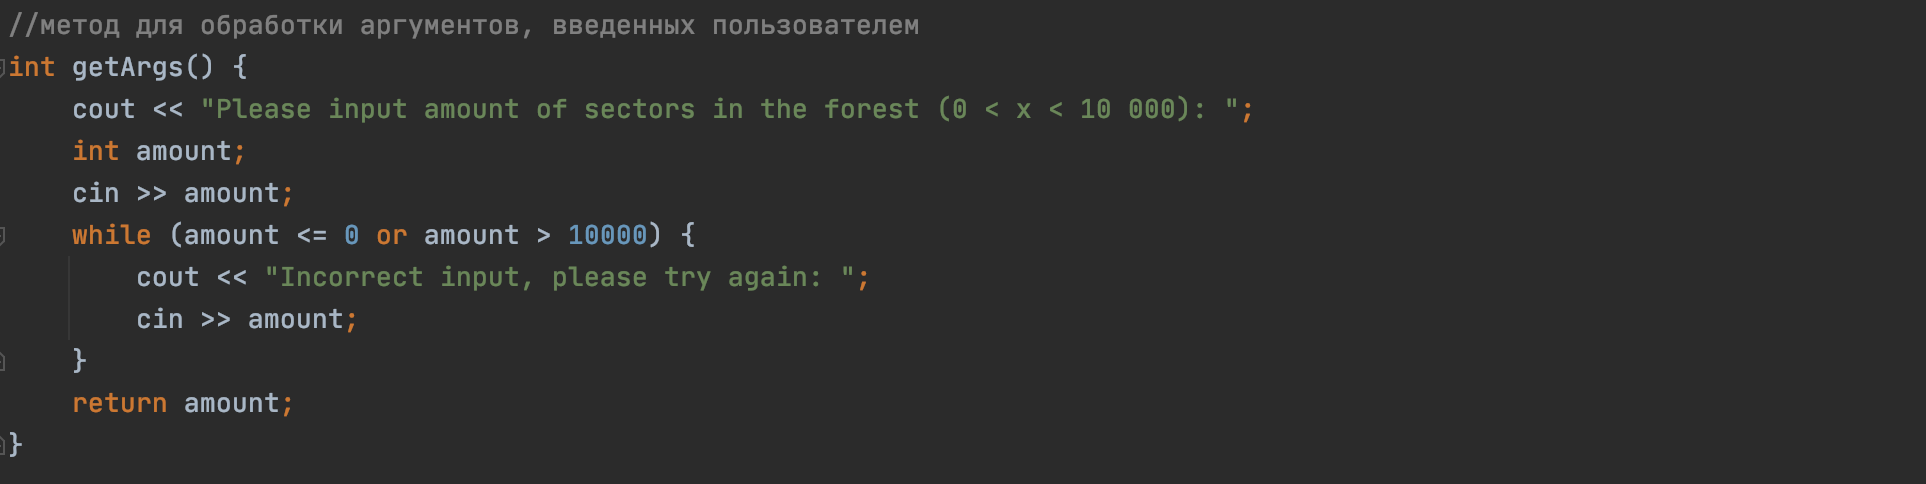 //метод для обработки аргументов, введенных пользователем
int getArgs() {
    cout << "Please input amount of sectors in the forest (0 < x < 10 000): ";
    int amount;
    cin >> amount;
    while (amount <= 0 or amount > 10000) {
        cout << "Incorrect input, please try again: ";
        cin >> amount;
    }
    return amount;
}